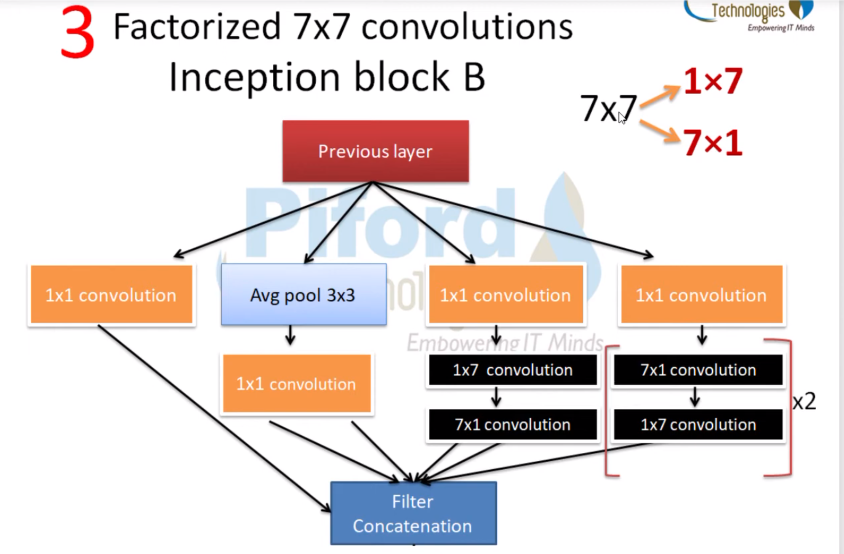 Technologies
Empowering IT Minds
3 Factorized 7x7 convolutions
Inception block B
7x7
1×7
7×1
Previous layer
Piford
Empowering IT Minds
1x1 convolution
Avg pool 3x3
1x1 convolution
1x1 convolution
1x1 convolution
1x7 convolution
7x1 convolution
7x1 convolution
1x7 convolution
x2
Filter
Concatenation